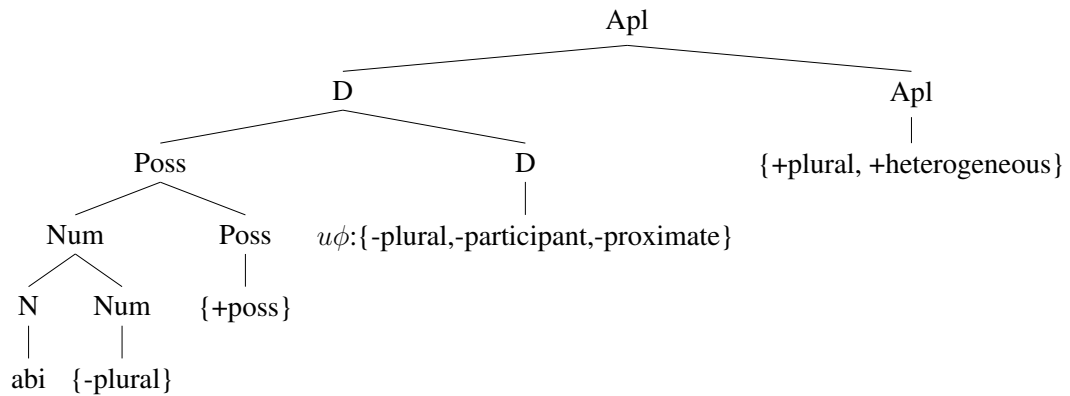 Apl
D Apl
Poss D {+plural, +heterogeneous}
Num Poss uϕ:{-plural,-participant,-proximate}
N Num {+poss}
abi {-plural}